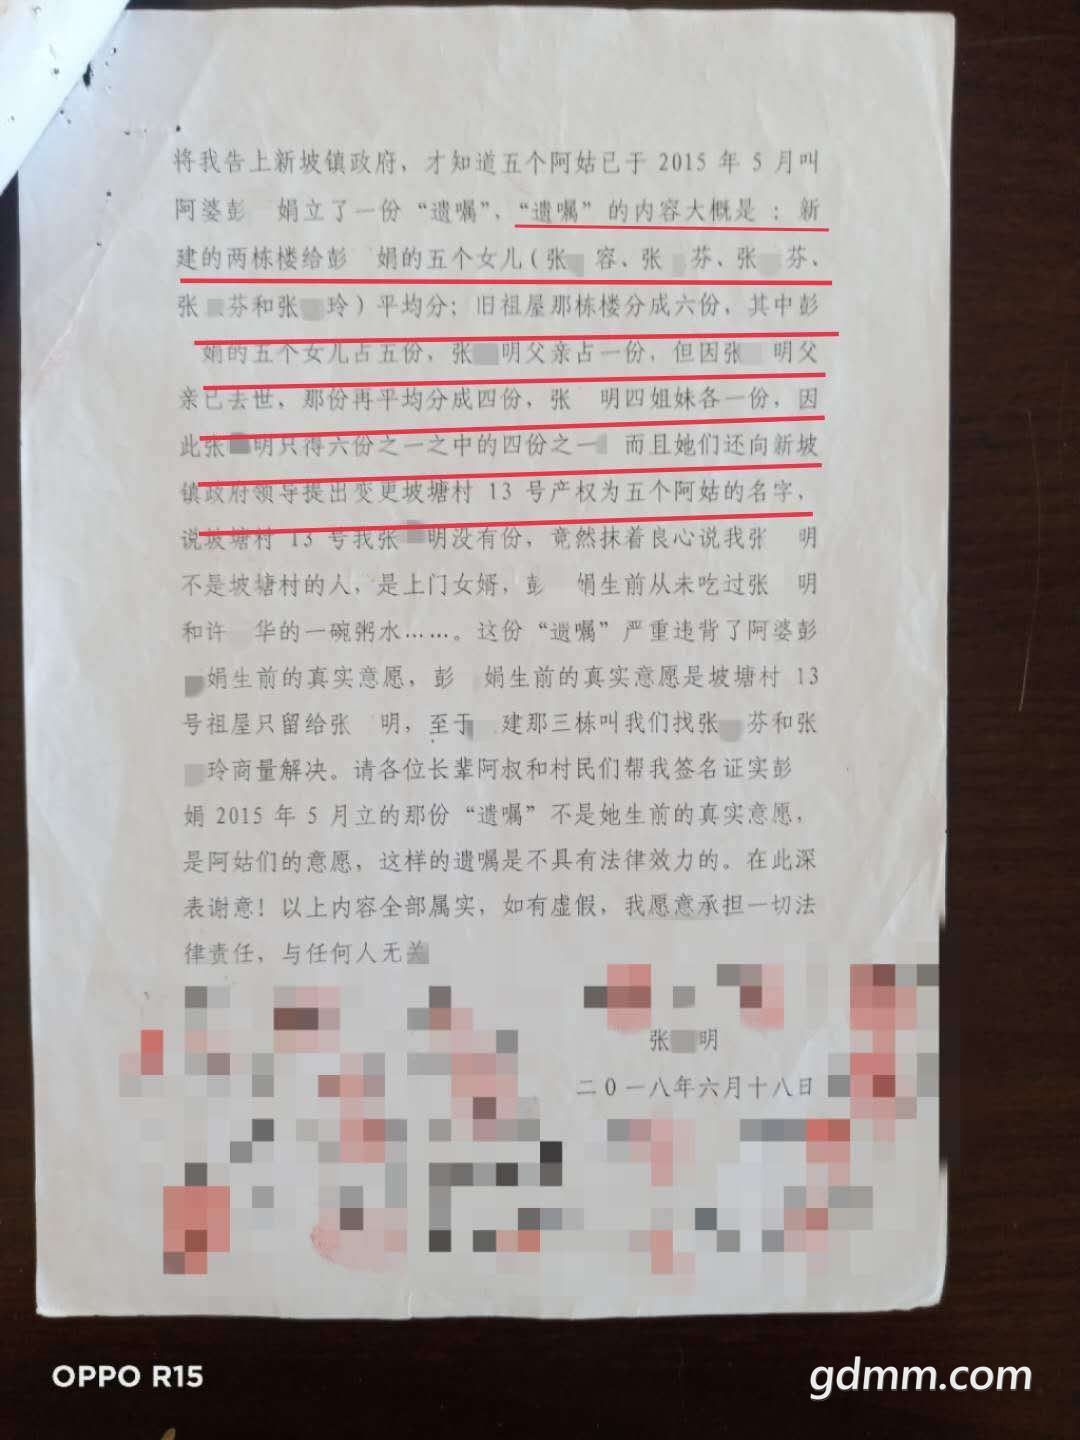 将我告上新坡镇政府，才知道五个阿姑已于 2015 年 5 月叫
阿婆彭 娟立了一份“遗嘱”，“遗嘱”的内容大概是：新
建的两栋楼给彭 娟的五个女儿（张 容、张 芬、张 芬、
张 芬和张 玲）平均分；旧祖屋那栋楼分成六份，其中彭
娟的五个女儿占五份，张 明父亲占一份，但因张 明父
亲已去世，那份再平均分成四份，张 明四姐妹各一份，因
此张 明只得六份之一之中的四份之一 而且她们还向新坡
镇政府领导提出变更坡塘村 13 号产权为五个阿姑的名字，
说坡塘村 13 号我张 明没有份，竟然抹着良心说我张 明
不是坡塘村的人，是上门女婿，彭 娟生前从未吃过张 明
和许 华的一碗粥水……。这份“遗嘱”严重违背了阿婆彭
娟生前的真实意愿，彭 娟生前的真实意愿是坡塘村 13
号祖屋只留给张 明，至于 建那三栋叫我们找张 芬和张
玲商量解决。请各位长辈阿叔和村民们帮我签名证实彭
娟 2015 年 5 月立的那份“遗嘱”不是她生前的真实意愿，
是阿姑们的意愿，这样的遗嘱是不具有法律效力的。在此深
表谢意！以上内容全部属实，如有虚假，我愿意承担一切法
律责任，与任何人无关
张 明
二0一八年六月十八日
OPPO R15
gdmm.com